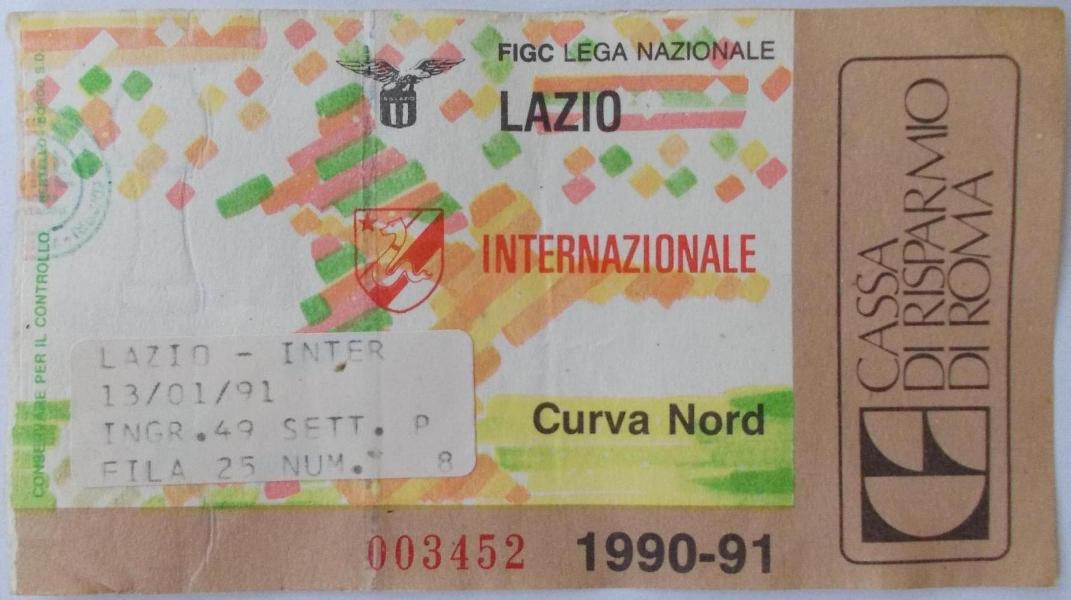 FIGC LEGA NAZIONALE
LAZIO
INTERNAZIONALE
LAZIO - INTER
13/01/91
INGR.49 SETT. P
FILA 25 NUM. 8
Curva Nord
003452
1990-91
CASSA
DI RISPARMIO
DI ROMA
PER IL CONTROLLO